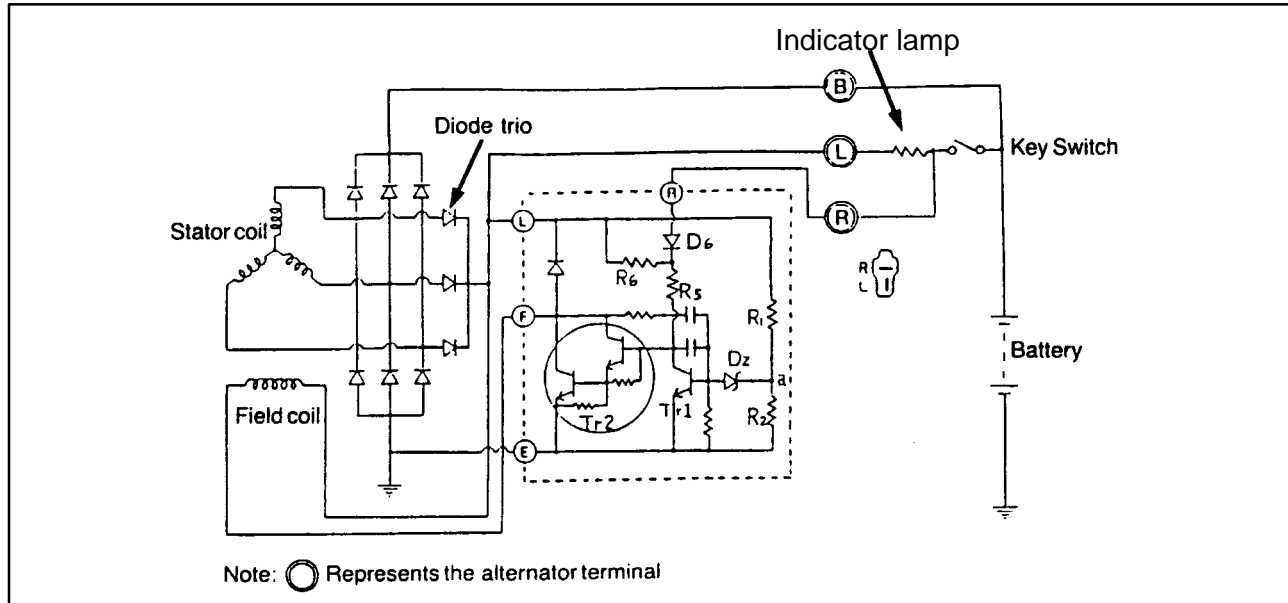 Indicator lamp
B
Diode trio
L
Key Switch
R
R
Stator coil
L
D6
R
L
R6
R5
F
R1
Dz
Battery
a
Field coil
Tr2
Tr1
R2
E
Note: Represents the alternator terminal